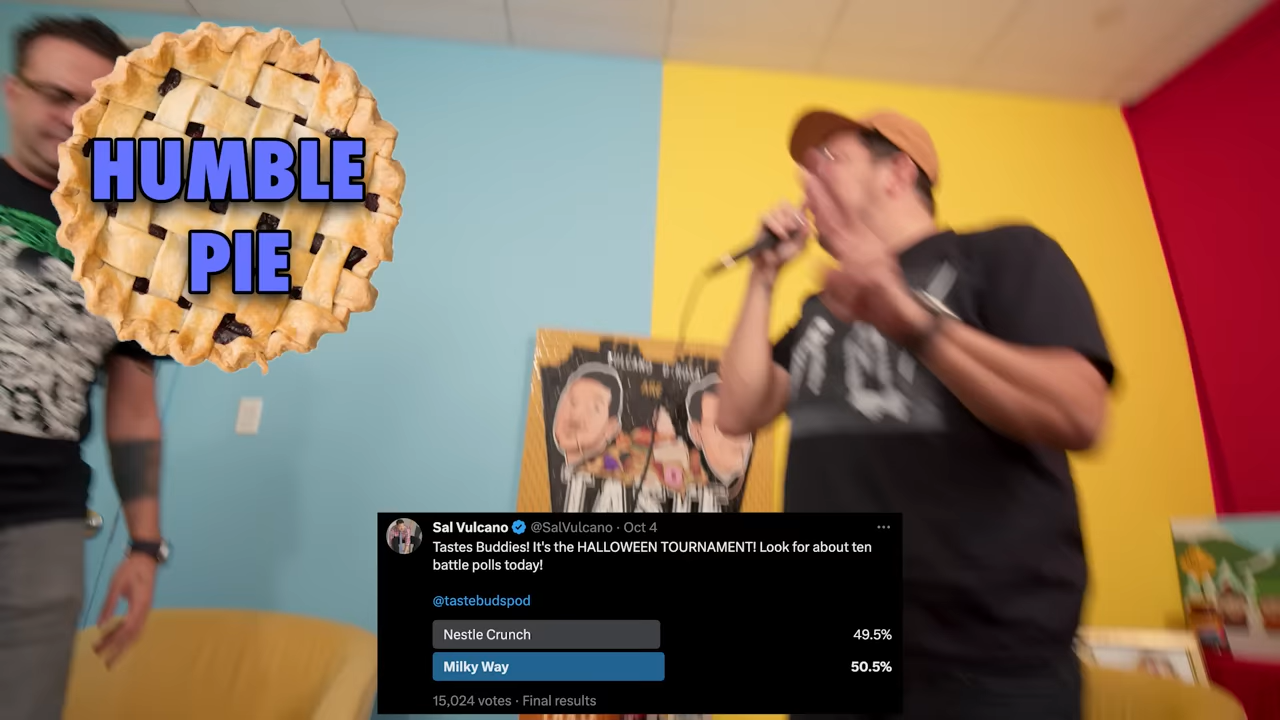 HUMBLE
PIE
Sal Vulcano @SalVulcano · Oct 4
Tastes Buddies! It's the HALLOWEEN TOURNAMENT! Look for about ten
battle polls today!
@tastebudspod
Nestle Crunch 49.5%
Milky Way 50.5%
15,024 votes · Final results